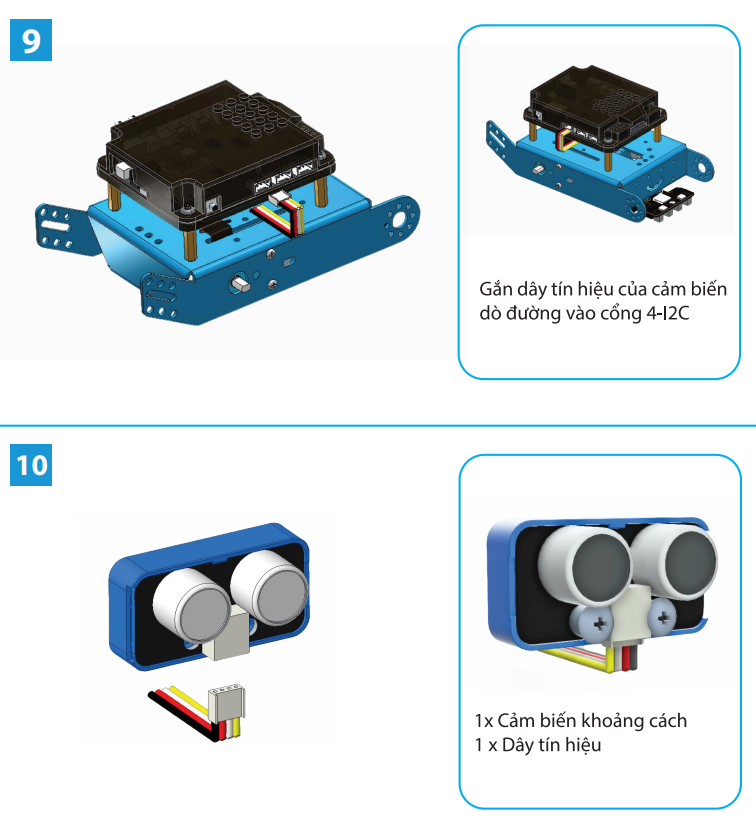 9
Gắn dây tín hiệu của cảm biến
dò đường vào cổng 4-I2C
10
1x Cảm biến khoảng cách
1 x Dây tín hiệu